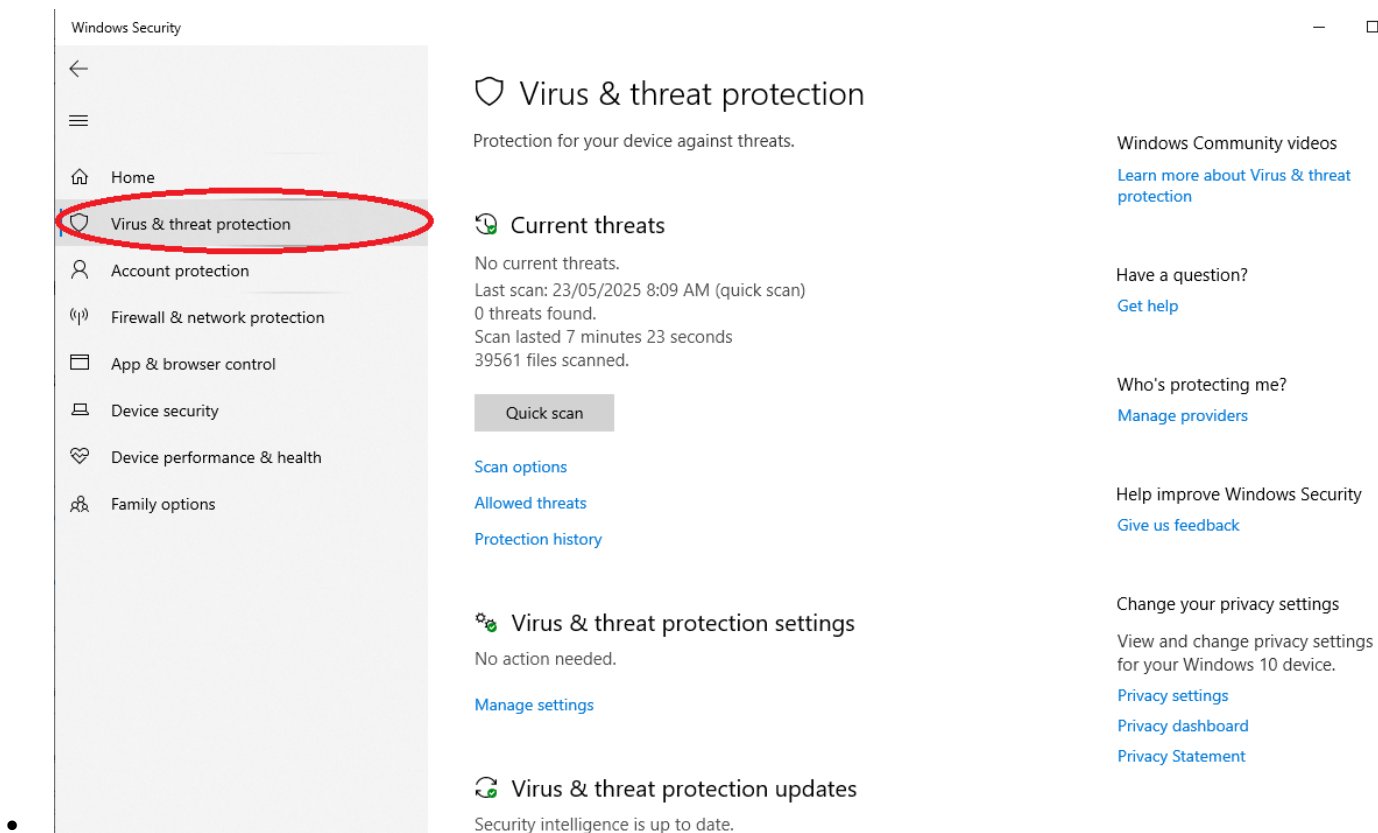 Windows Security
Home
Virus & threat protection
Account protection
Firewall & network protection
App & browser control
Device security
Device performance & health
Family options
Virus & threat protection
Protection for your device against threats.
Current threats
No current threats.
Last scan: 23/05/2025 8:09 AM (quick scan)
0 threats found.
Scan lasted 7 minutes 23 seconds
39561 files scanned.
Quick scan
Scan options
Allowed threats
Protection history
Virus & threat protection settings
No action needed.
Manage settings
Virus & threat protection updates
Security intelligence is up to date.
Windows Community videos
Learn more about Virus & threat
protection
Have a question?
Get help
Who's protecting me?
Manage providers
Help improve Windows Security
Give us feedback
Change your privacy settings
View and change privacy settings
for your Windows 10 device.
Privacy settings
Privacy dashboard
Privacy Statement